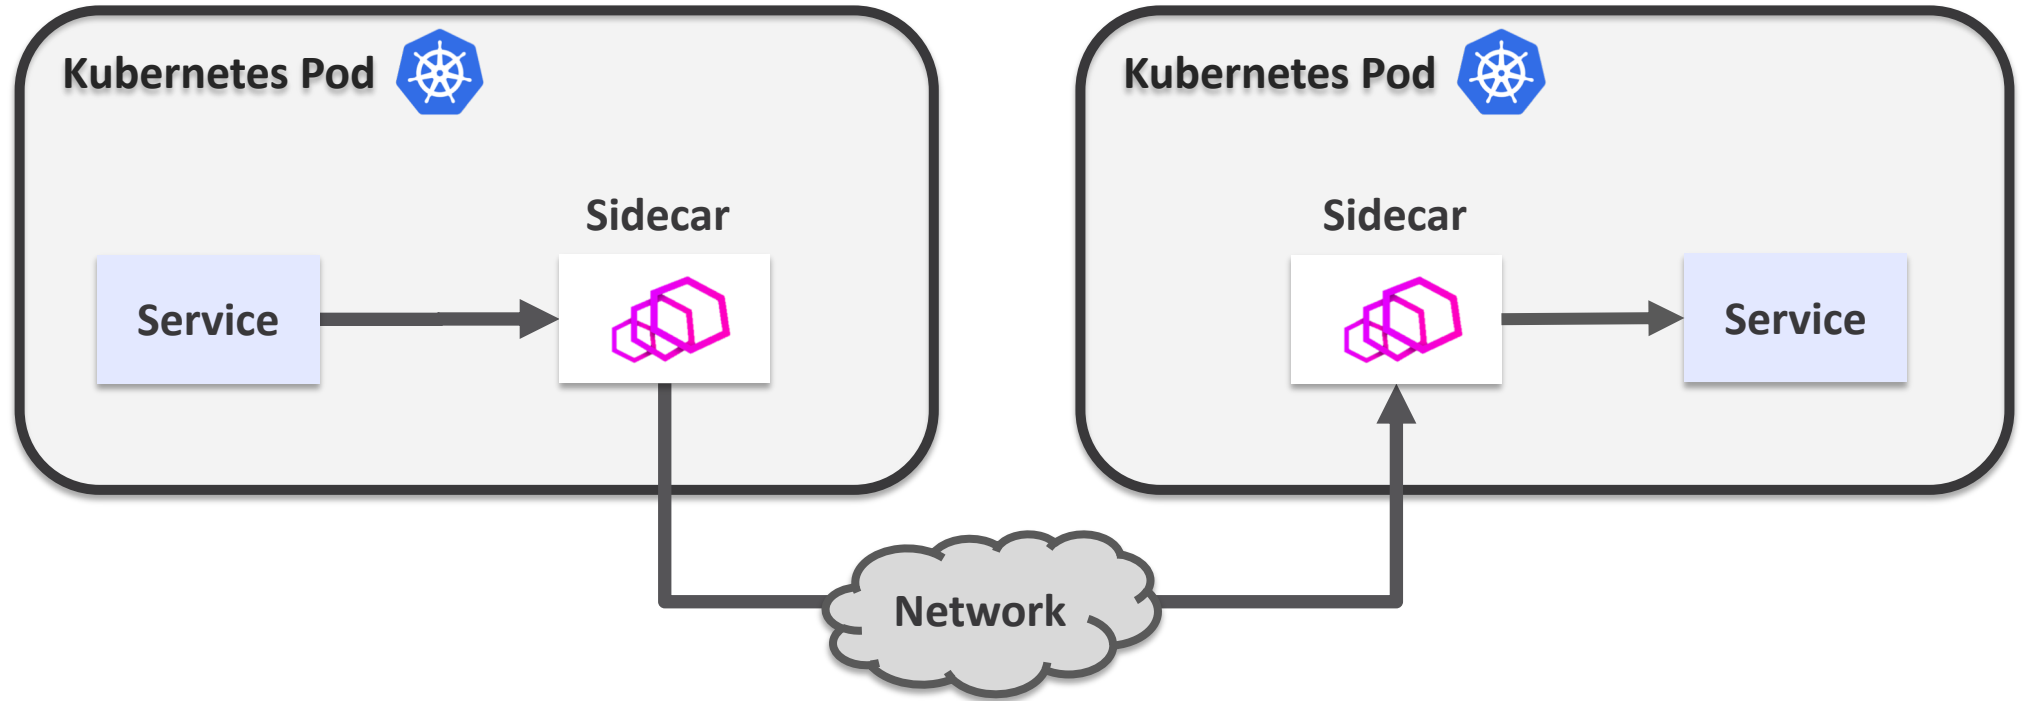 Kubernetes Pod
Sidecar
Service
Kubernetes Pod
Sidecar
Service
Network